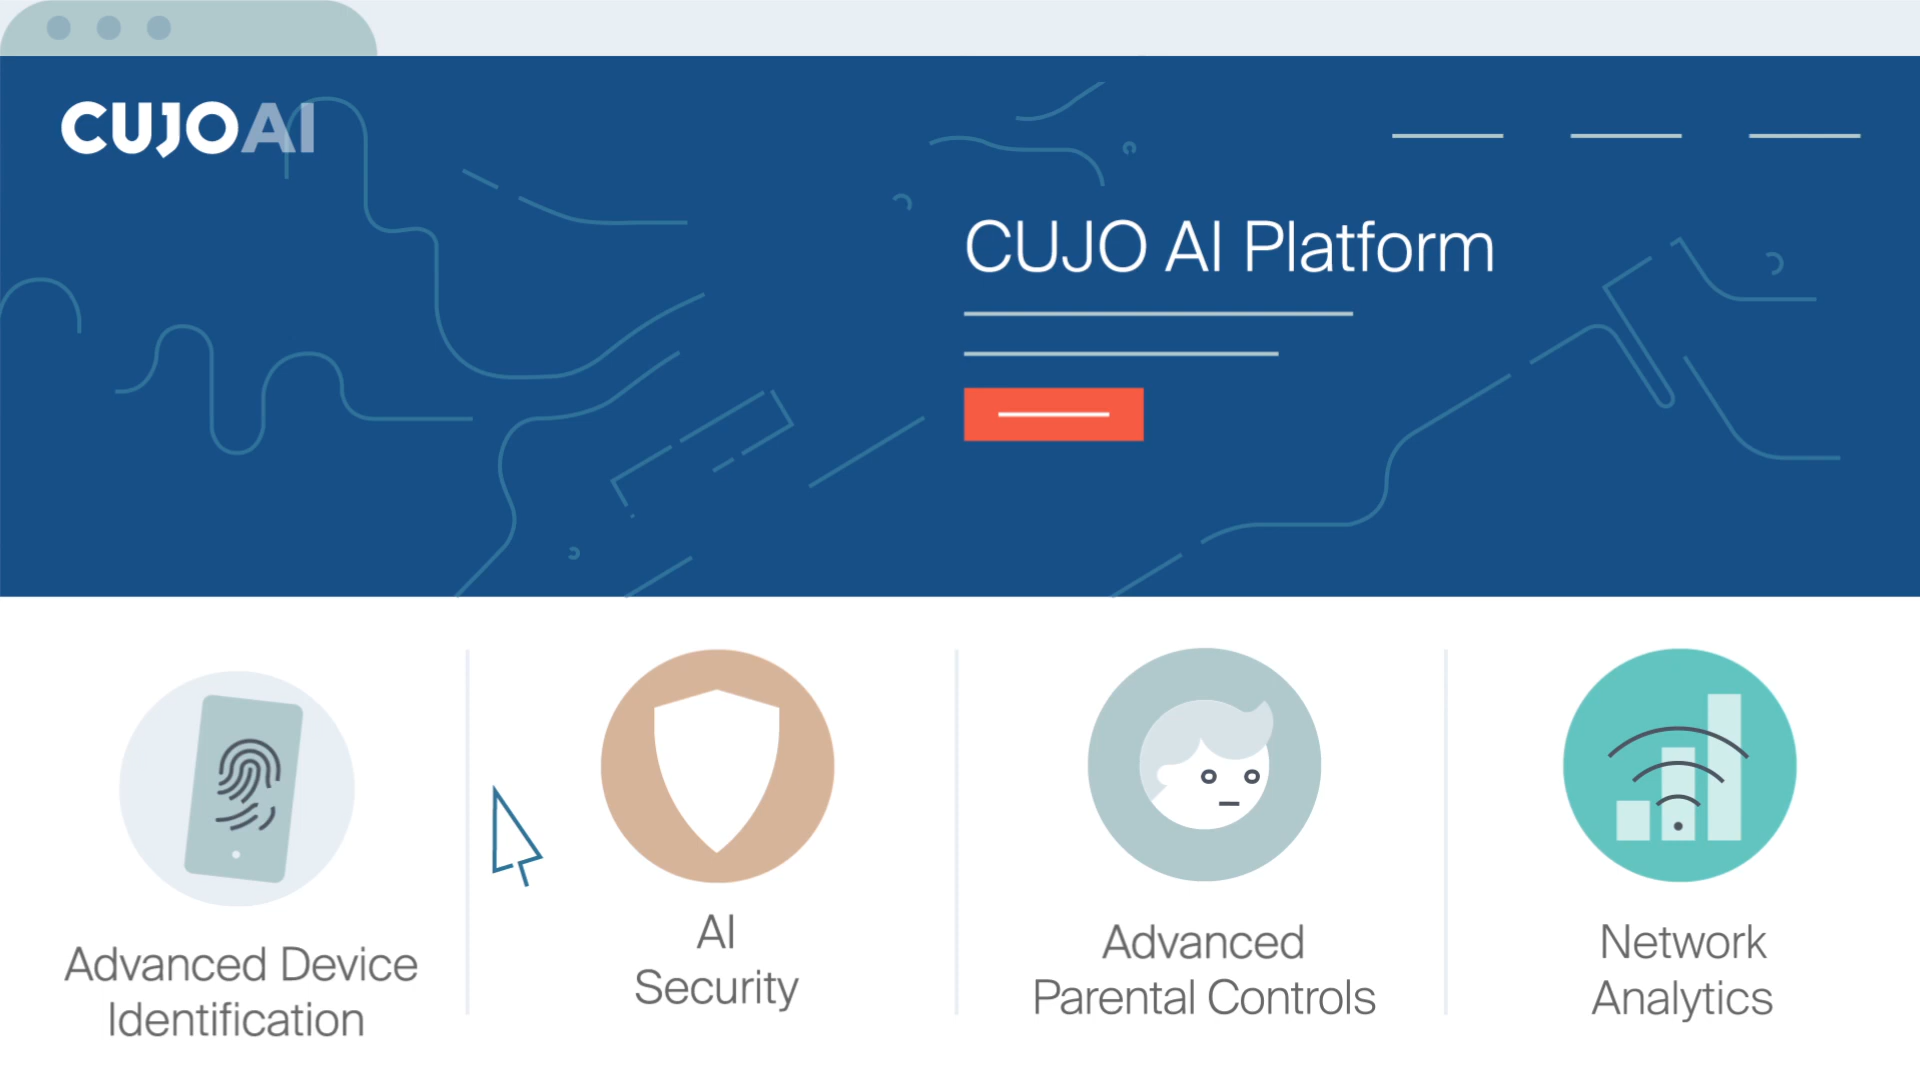 CUJOAI
CUJO AI Platform
Advanced Device
Identification
AI
Security
Advanced
Parental Controls
Network
Analytics